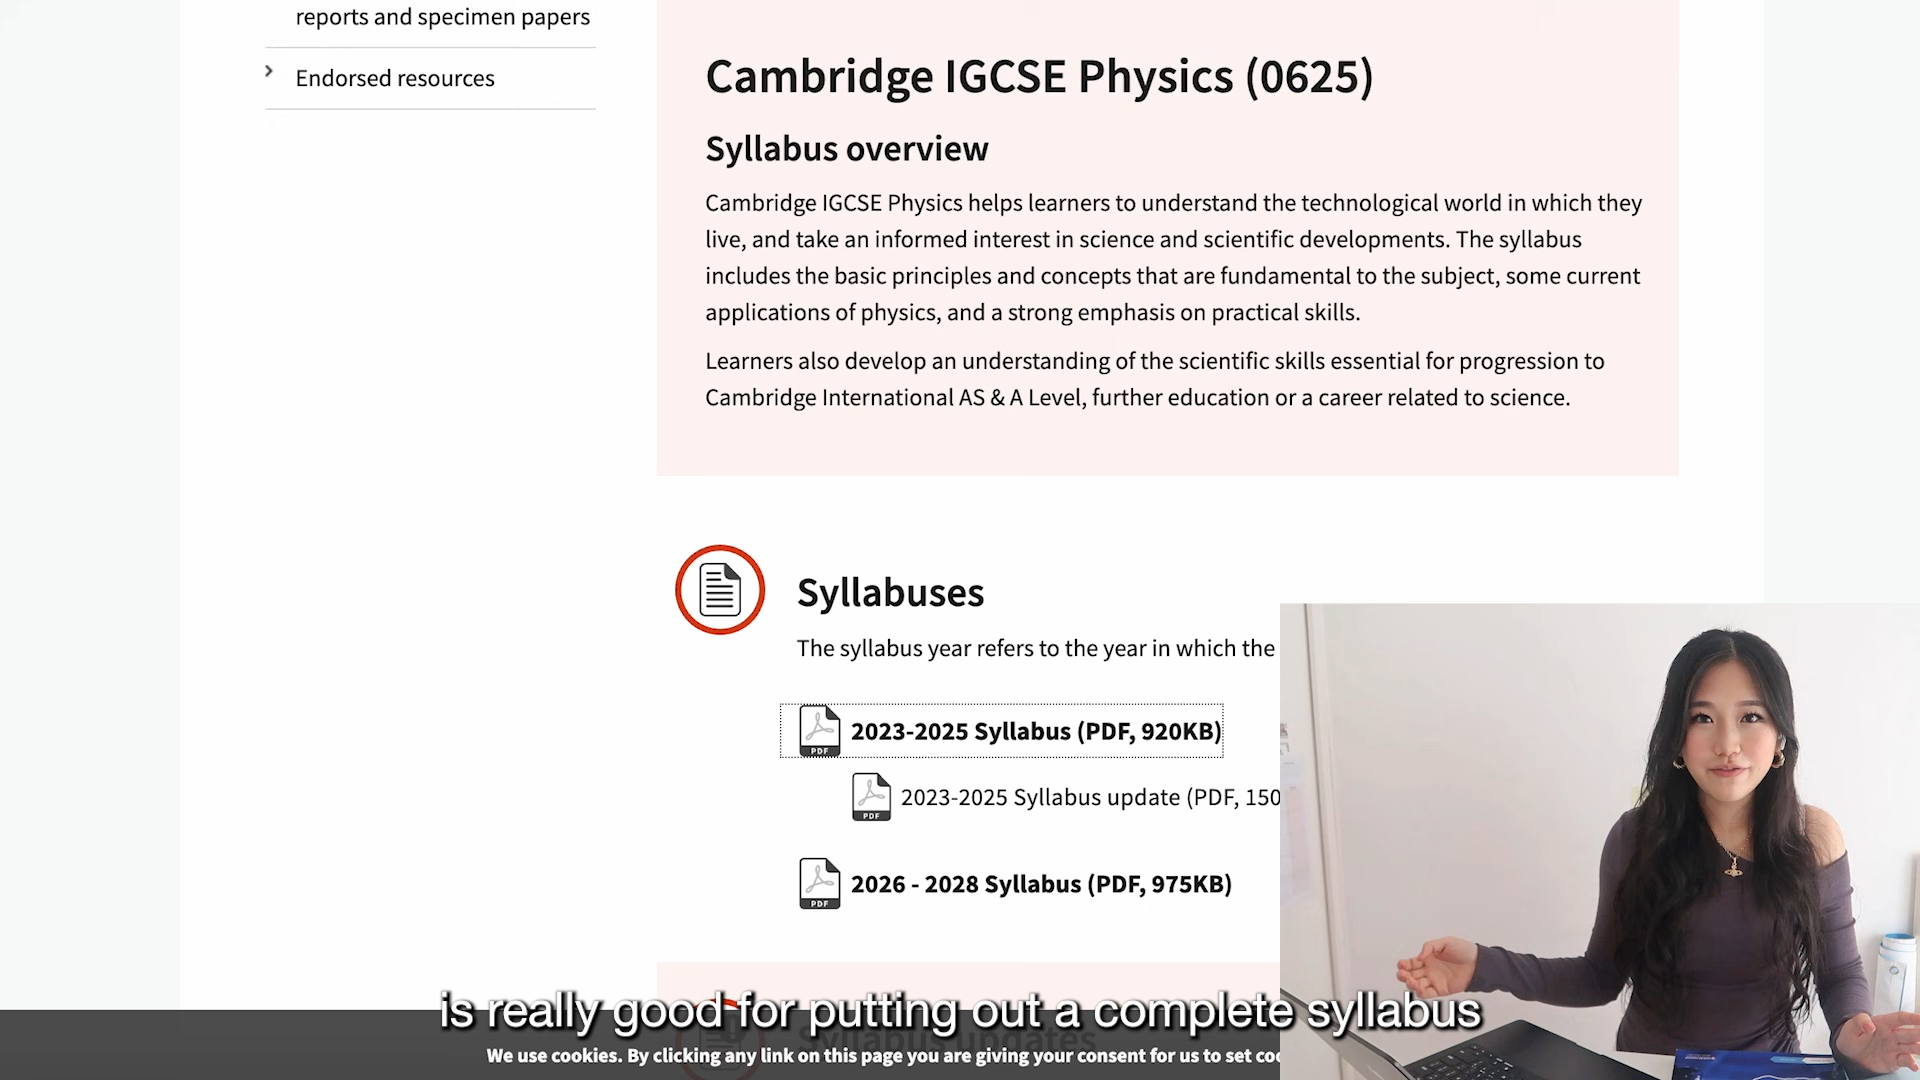 reports and specimen papers
Endorsed resources
Cambridge IGCSE Physics (0625)
Syllabus overview
Cambridge IGCSE Physics helps learners to understand the technological world in which they
live, and take an informed interest in science and scientific developments. The syllabus
includes the basic principles and concepts that are fundamental to the subject, some current
applications of physics, and a strong emphasis on practical skills.
Learners also develop an understanding of the scientific skills essential for progression to
Cambridge International AS & A Level, further education or a career related to science.
Syllabuses
The syllabus year refers to the year in which the
PDF
2023-2025 Syllabus (PDF, 920KB)
PDF
2023-2025 Syllabus update (PDF, 150
PDF
2026 - 2028 Syllabus (PDF, 975KB)
is really good for putting out a complete syllabus
Syllabus updates
We use cookies. By clicking any link on this page you are giving your consent for us to set coo